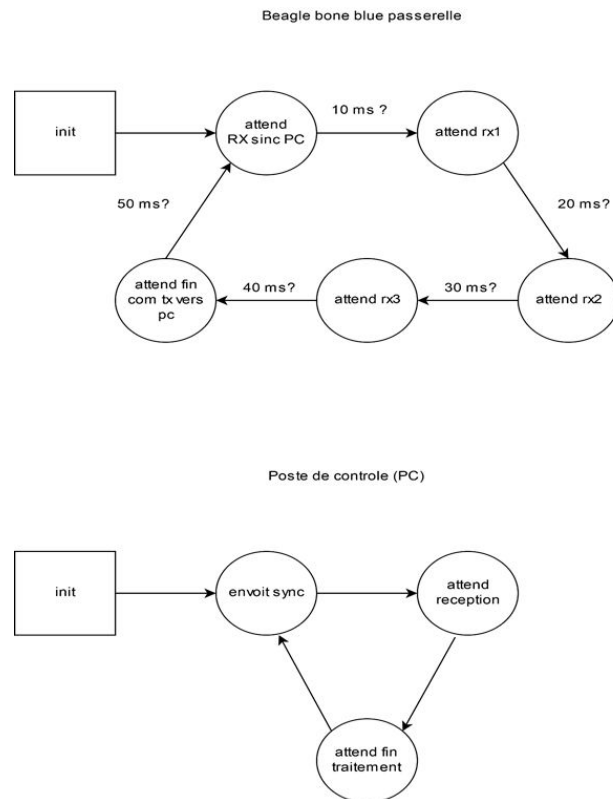 Beagle bone blue passerelle
init
attend
RX sinc PC
10 ms ?
attend rx1
20 ms?
attend rx2
30 ms?
attend rx3
40 ms?
attend fin
com tx vers
pc
50 ms?
Poste de controle (PC)
init
envoit sync
attend
reception
attend fin
traitement